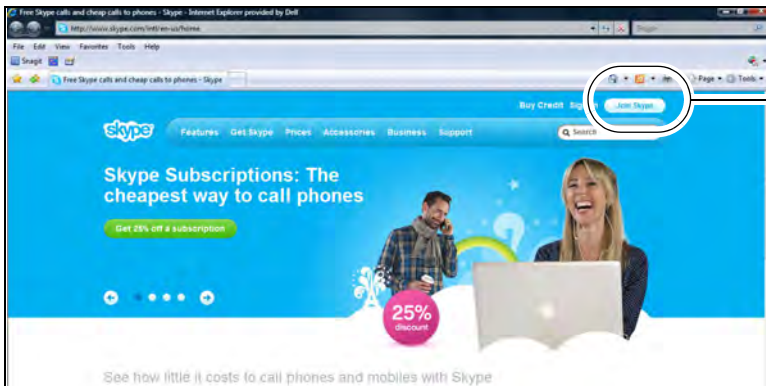 Free Skype calls and cheap calls to phones - Skype - Internet Explorer provided by Dell
http://www.skype.com/intl/en-us/home
File Edit View Favorites Tools Help
Snagit
Free Skype calls and cheap calls to phones - Skype
Page Tools
Buy Credit Join Skype
skype Features Get Skype Prices Accessories Business Support Search
Skype Subscriptions: The
cheapest way to call phones
Get 25% off a subscription
25%
discount
See how little it costs to call phones and mobiles with Skype